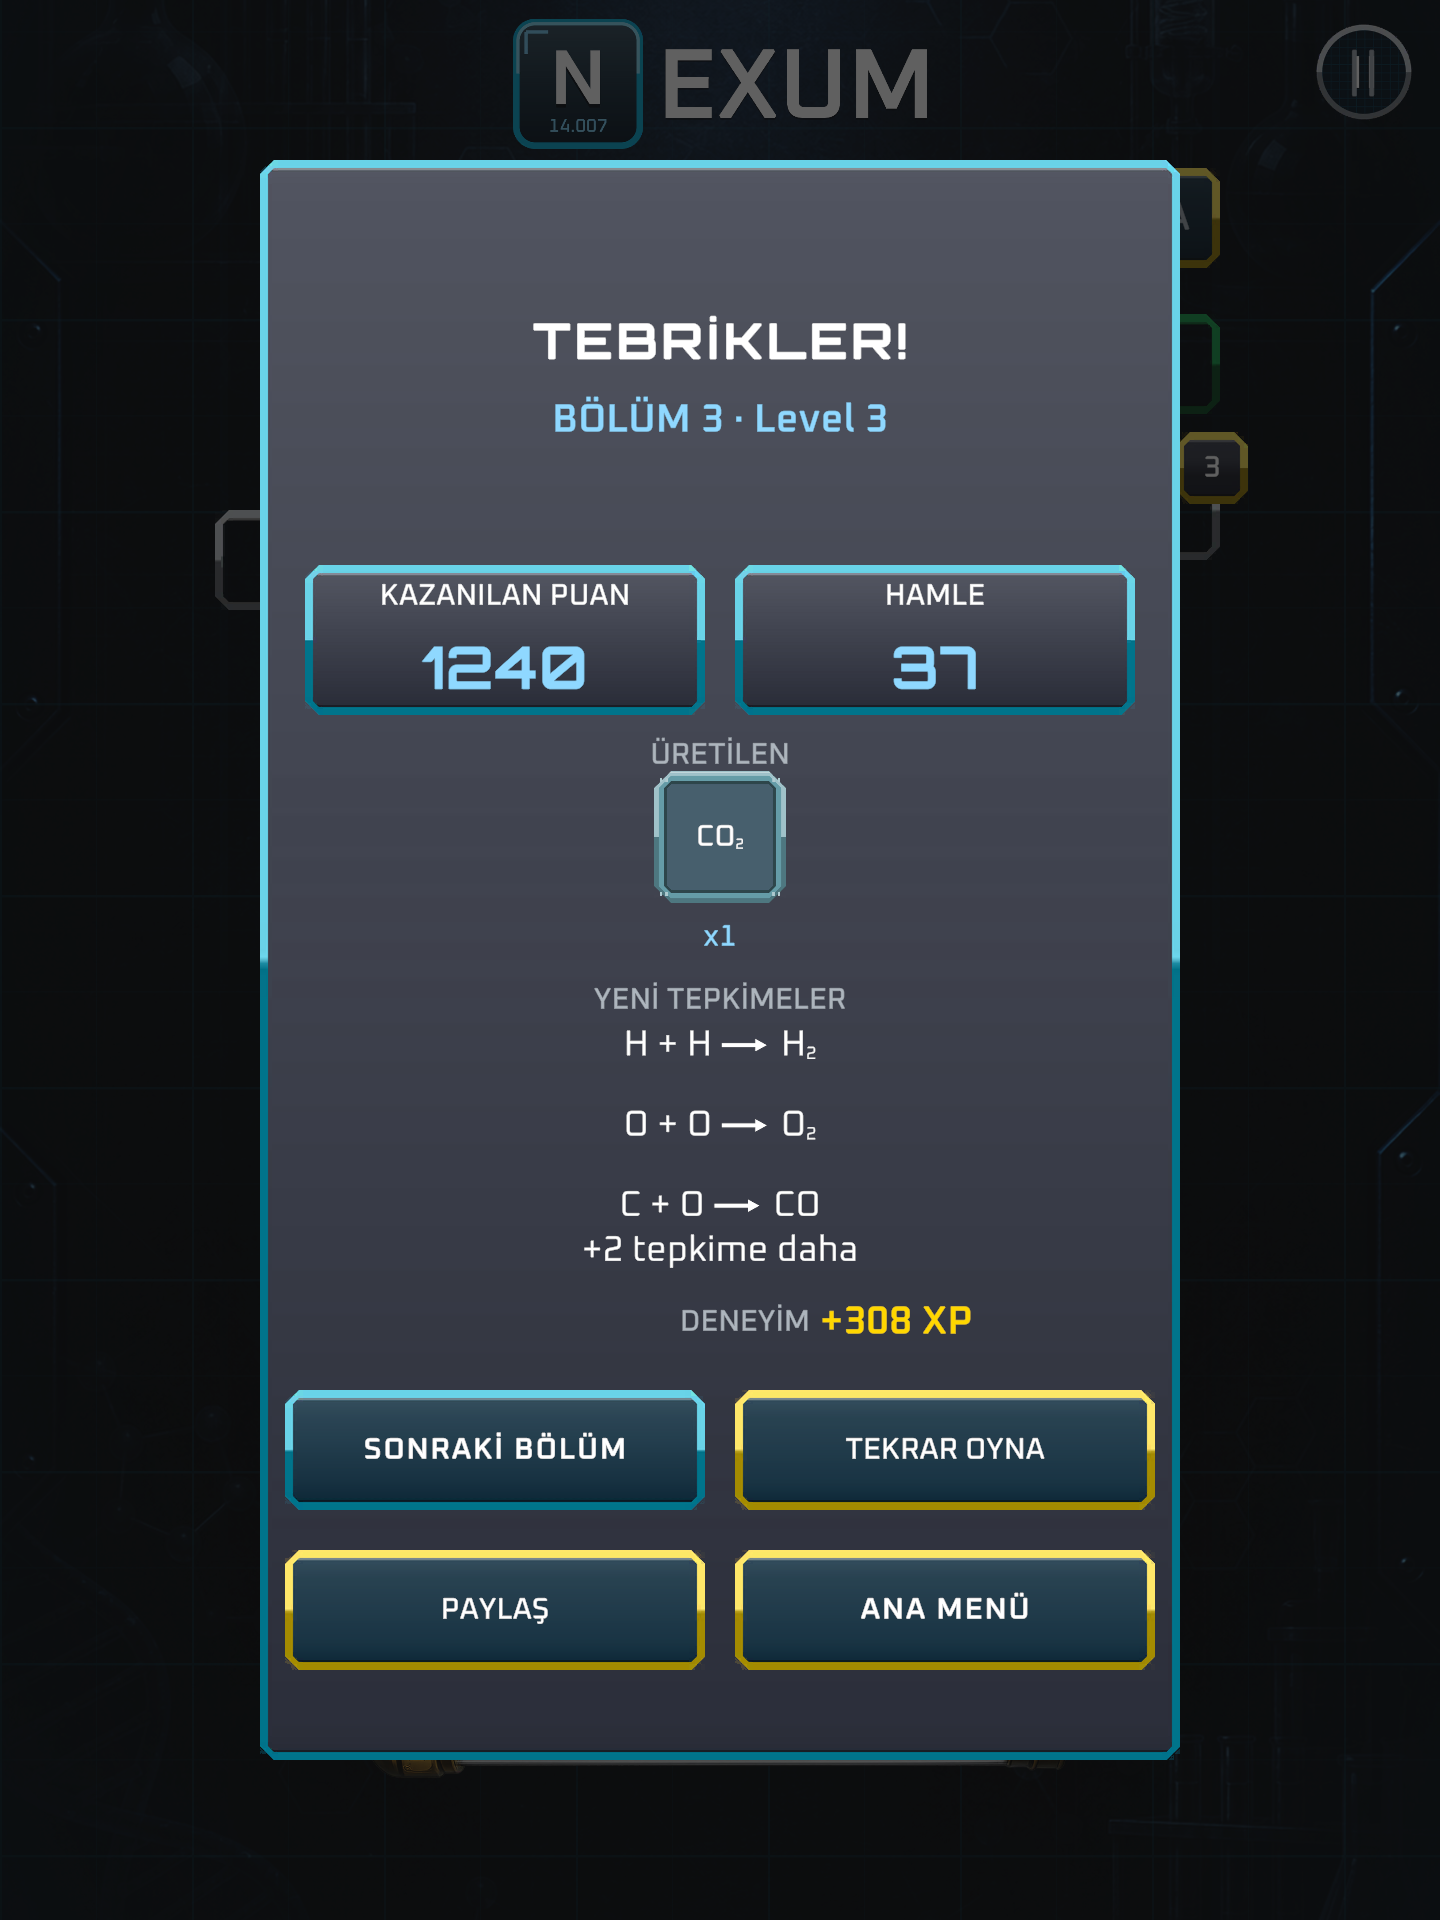 N EXUM
14.007
A
3
TEBRİKLER!
BÖLÜM 3 · Level 3
KAZANILAN PUAN
1240
HAMLE
37
ÜRETİLEN
CO₂
x1
YENİ TEPKİMELER
H + H ⟶ H₂
O + O ⟶ O₂
C + O ⟶ CO
+2 tepkime daha
DENEYİM +308 XP
SONRAKİ BÖLÜM
TEKRAR OYNA
PAYLAŞ
ANA MENÜ